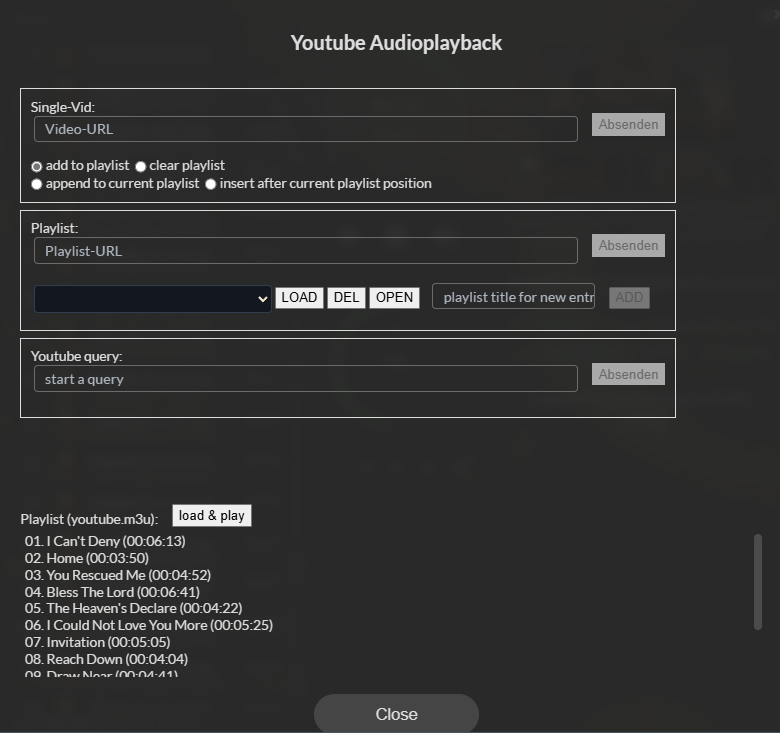 Youtube Audioplayback
Single-Vid:
Video-URL
Absenden
add to playlist clear playlist
append to current playlist insert after current playlist position
Playlist:
Playlist-URL
Absenden
LOAD DEL OPEN playlist title for new entr ADD
Youtube query:
start a query
Absenden
Playlist (youtube.m3u): load & play
01. I Can't Deny (00:06:13)
02. Home (00:03:50)
03. You Rescued Me (00:04:52)
04. Bless The Lord (00:06:41)
05. The Heaven's Declare (00:04:22)
06. I Could Not Love You More (00:05:25)
07. Invitation (00:05:05)
08. Reach Down (00:04:04)
09. Draw Near (00:04:41)
Close